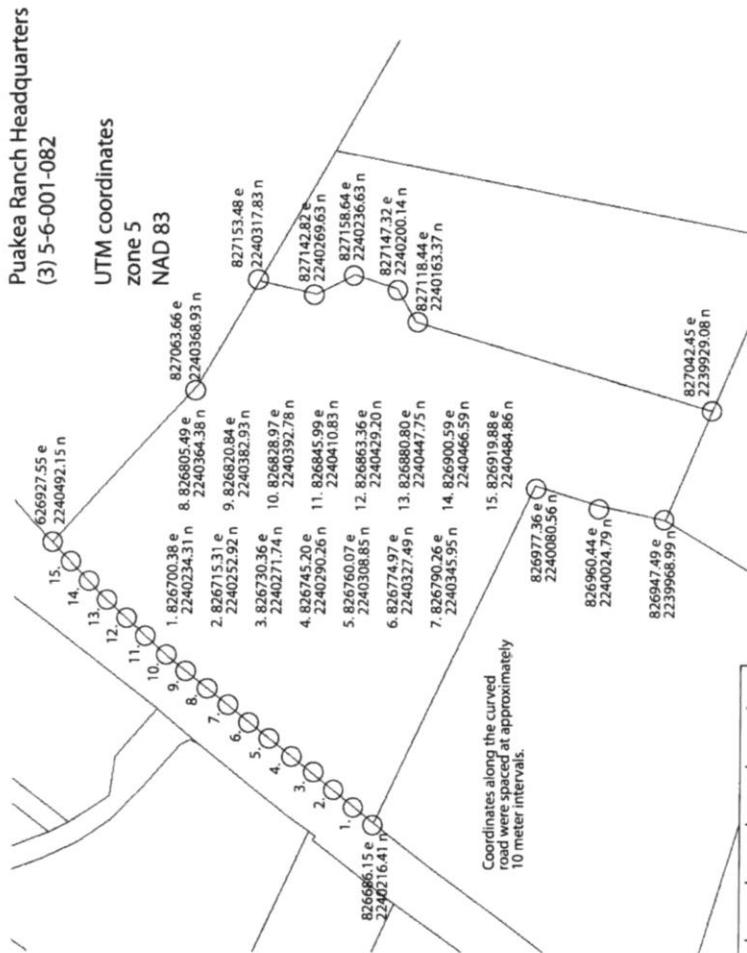 Puakea Ranch Headquarters
(3) 5-6-001-082
UTM coordinates
zone 5
NAD 83
626927.55 e
2240492.15 n
827063.66 e
2240368.93 n
827153.48 e
2240317.83 n
827142.82 e
2240269.63 n
827158.64 e
2240236.63 n
827147.32 e
2240200.14 n
827118.44 e
2240163.37 n
827042.45 e
2239929.08 n
826947.49 e
2239968.99 n
826960.44 e
2240024.79 n
826977.36 e
2240080.56 n
826686.15 e
2240216.41 n
1.
2.
3.
4.
5.
6.
7.
8.
9.
10.
11.
12.
13.
14.
15.
1. 826700.38 e
2240234.31 n
2. 826715.31 e
2240252.92 n
3. 826730.36 e
2240271.74 n
4. 826745.20 e
2240290.26 n
5. 826760.07 e
2240308.85 n
6. 826774.97 e
2240327.49 n
7. 826790.26 e
2240345.95 n
8. 826805.49 e
2240364.38 n
9. 826820.84 e
2240382.93 n
10. 826828.97 e
2240392.78 n
11. 826845.99 e
2240410.83 n
12. 826863.36 e
2240429.20 n
13. 826880.80 e
2240447.75 n
14. 826900.59 e
2240466.59 n
15. 826919.88 e
2240484.86 n
Coordinates along the curved
road were spaced at approximately
10 meter intervals.